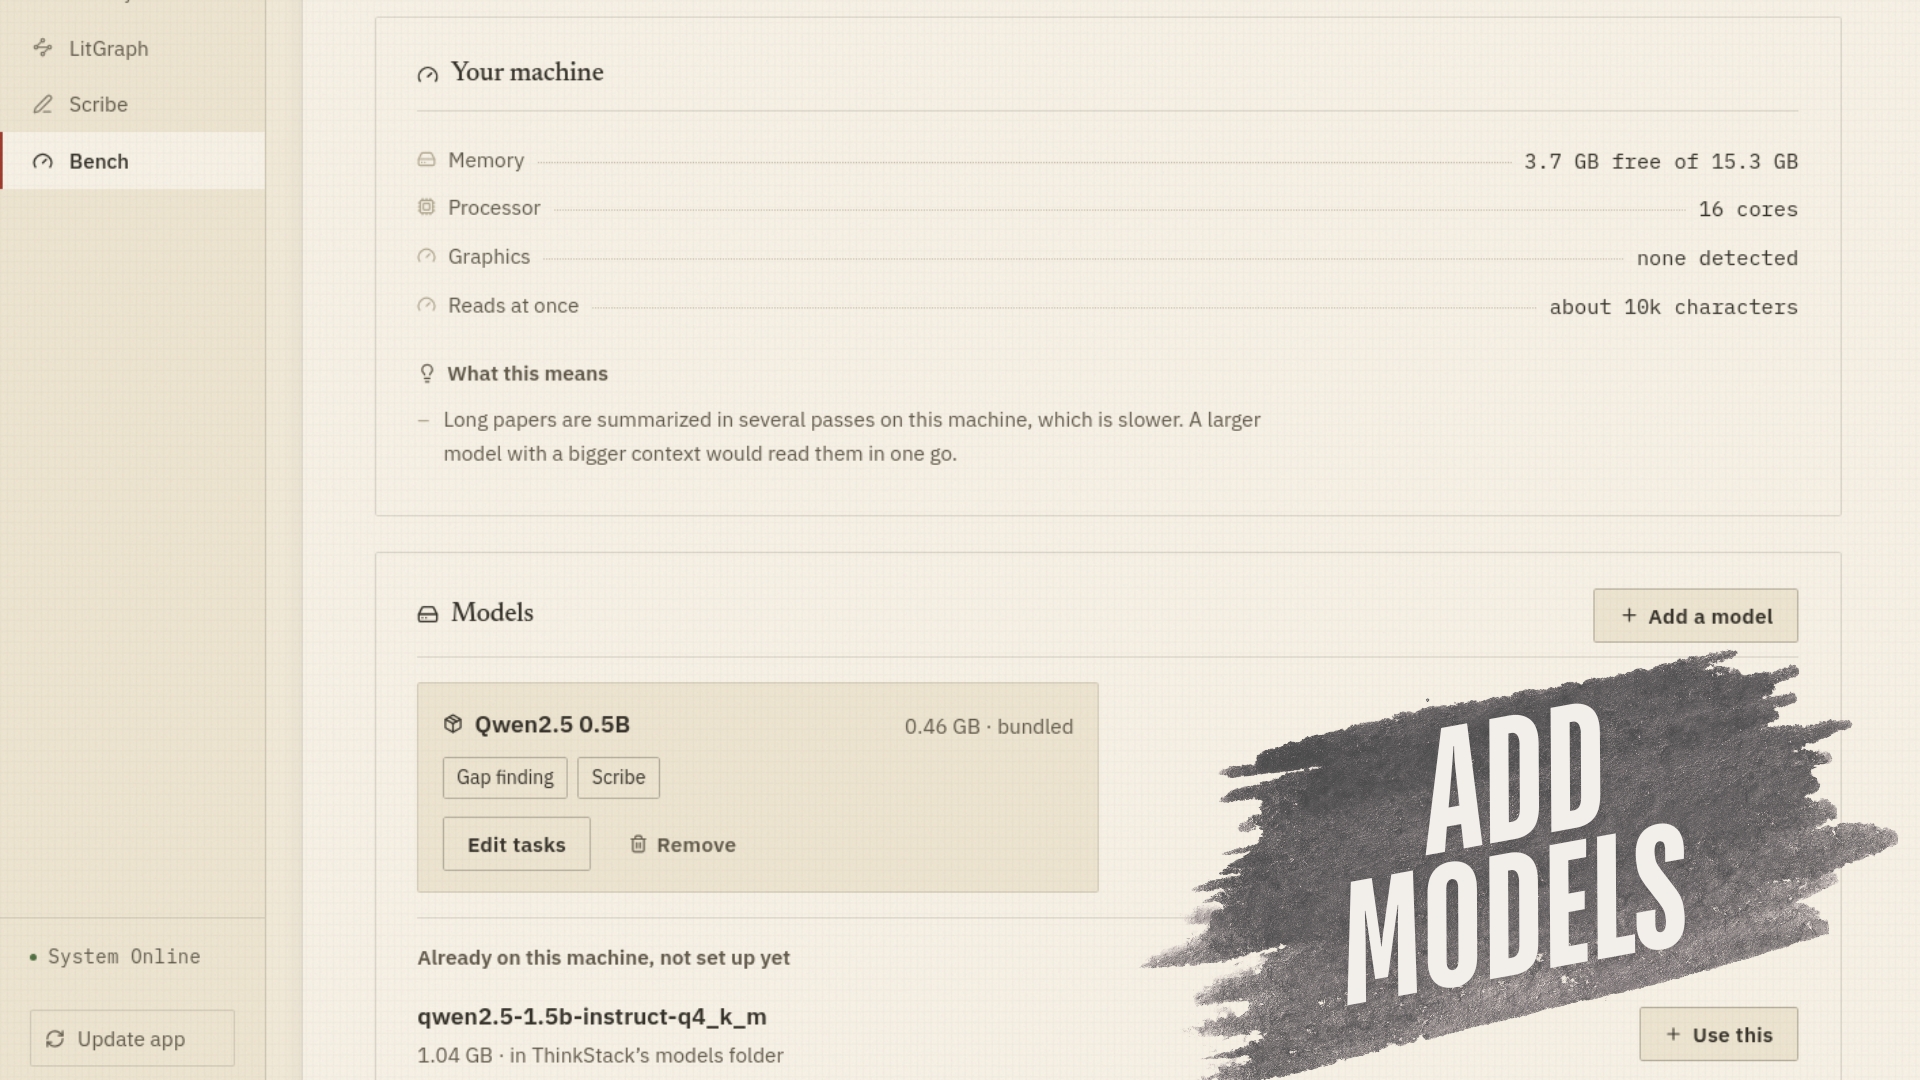 LitGraph
Scribe
Bench
System Online
Update app
Your machine
Memory 3.7 GB free of 15.3 GB
Processor 16 cores
Graphics none detected
Reads at once about 10k characters
What this means
– Long papers are summarized in several passes on this machine, which is slower. A larger
model with a bigger context would read them in one go.
Models
+ Add a model
Qwen2.5 0.5B 0.46 GB · bundled
Gap finding Scribe
Edit tasks Remove
ADD
MODELS
Already on this machine, not set up yet
qwen2.5-1.5b-instruct-q4_k_m
1.04 GB · in ThinkStack’s models folder
+ Use this